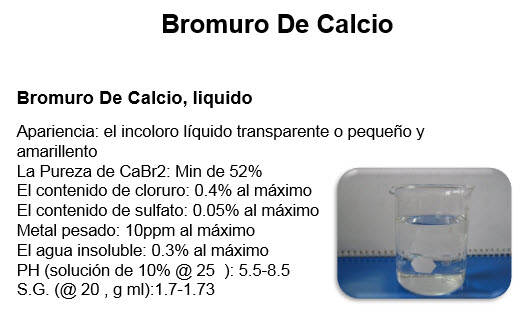 Bromuro De Calcio
Bromuro De Calcio, liquido
Apariencia: el incoloro líquido transparente o pequeño y
amarillento
La Pureza de CaBr2: Min de 52%
El contenido de cloruro: 0.4% al máximo
El contenido de sulfato: 0.05% al máximo
Metal pesado: 10ppm al máximo
El agua insoluble: 0.3% al máximo
PH (solución de 10% @ 25  ): 5.5-8.5
S.G. (@ 20 , g ml):1.7-1.73